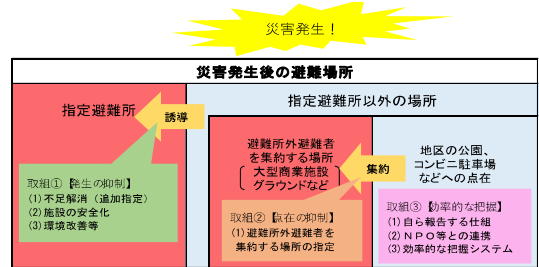 災害発生！
災害発生後の避難場所
指定避難所
誘導
指定避難所以外の場所
避難所外避難者
を集約する場所
大型商業施設
グラウンドなど
集約
地区の公園、
コンビニ駐車場
などへの点在
取組①【発生の抑制】
(1) 不足解消（追加指定）
(2) 施設の安全化
(3) 環境改善等
取組②【点在の抑制】
(1) 避難所外避難者を
集約する場所の指定
取組③【効率的な把握】
(1) 自ら報告する仕組
(2) ＮＰＯ等との連携
(3) 効率的な把握システム